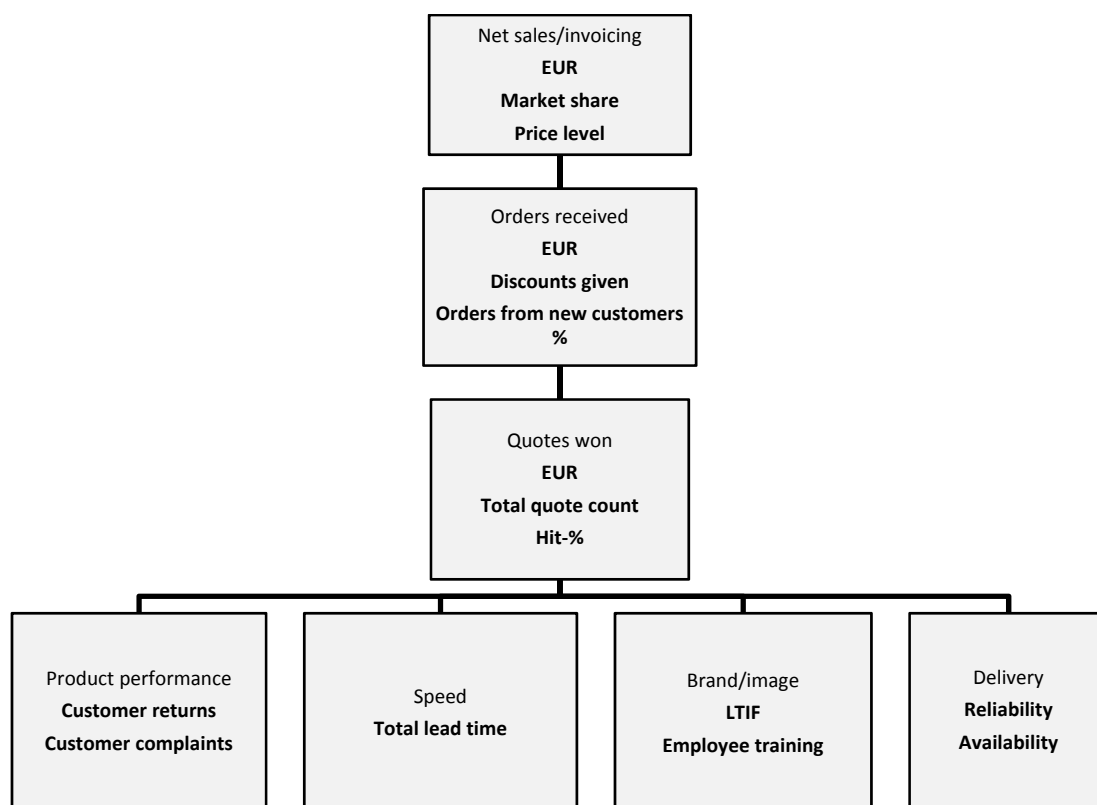 Net sales/invoicing
EUR
Market share
Price level
Orders received
EUR
Discounts given
Orders from new customers
%
Quotes won
EUR
Total quote count
Hit-%
Product performance
Customer returns
Customer complaints
Speed
Total lead time
Brand/image
LTIF
Employee training
Delivery
Reliability
Availability